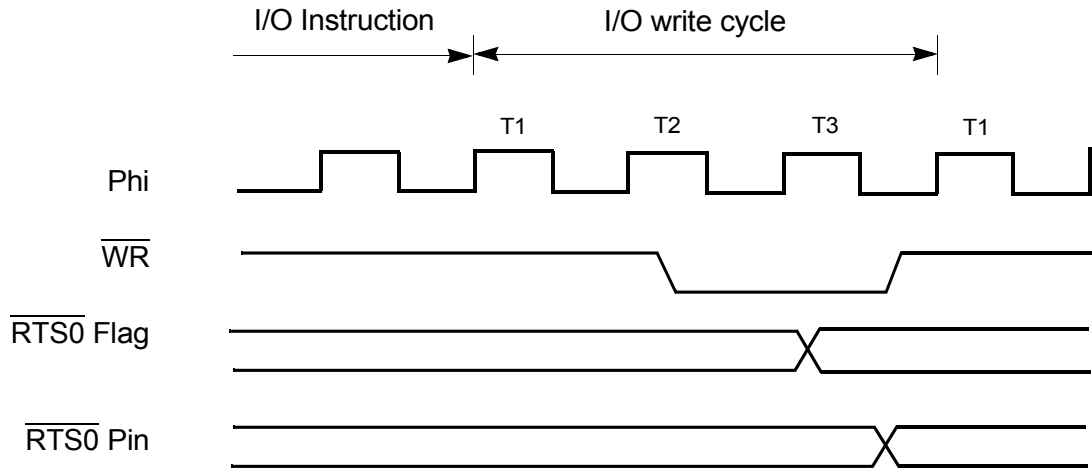 I/O Instruction I/O write cycle
T1 T2 T3 T1
Phi
WR
RTS0 Flag
RTS0 Pin